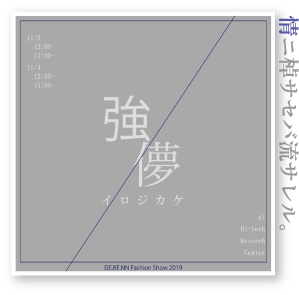 情ニ棹サセバ流サレル。
11/3
12:00-
13:00-
11/4
12:00-
13:00-
強
儚
イロジカケ
at
Hi-tech
Research
Center
DE.KE.NN Fashion Show 2019